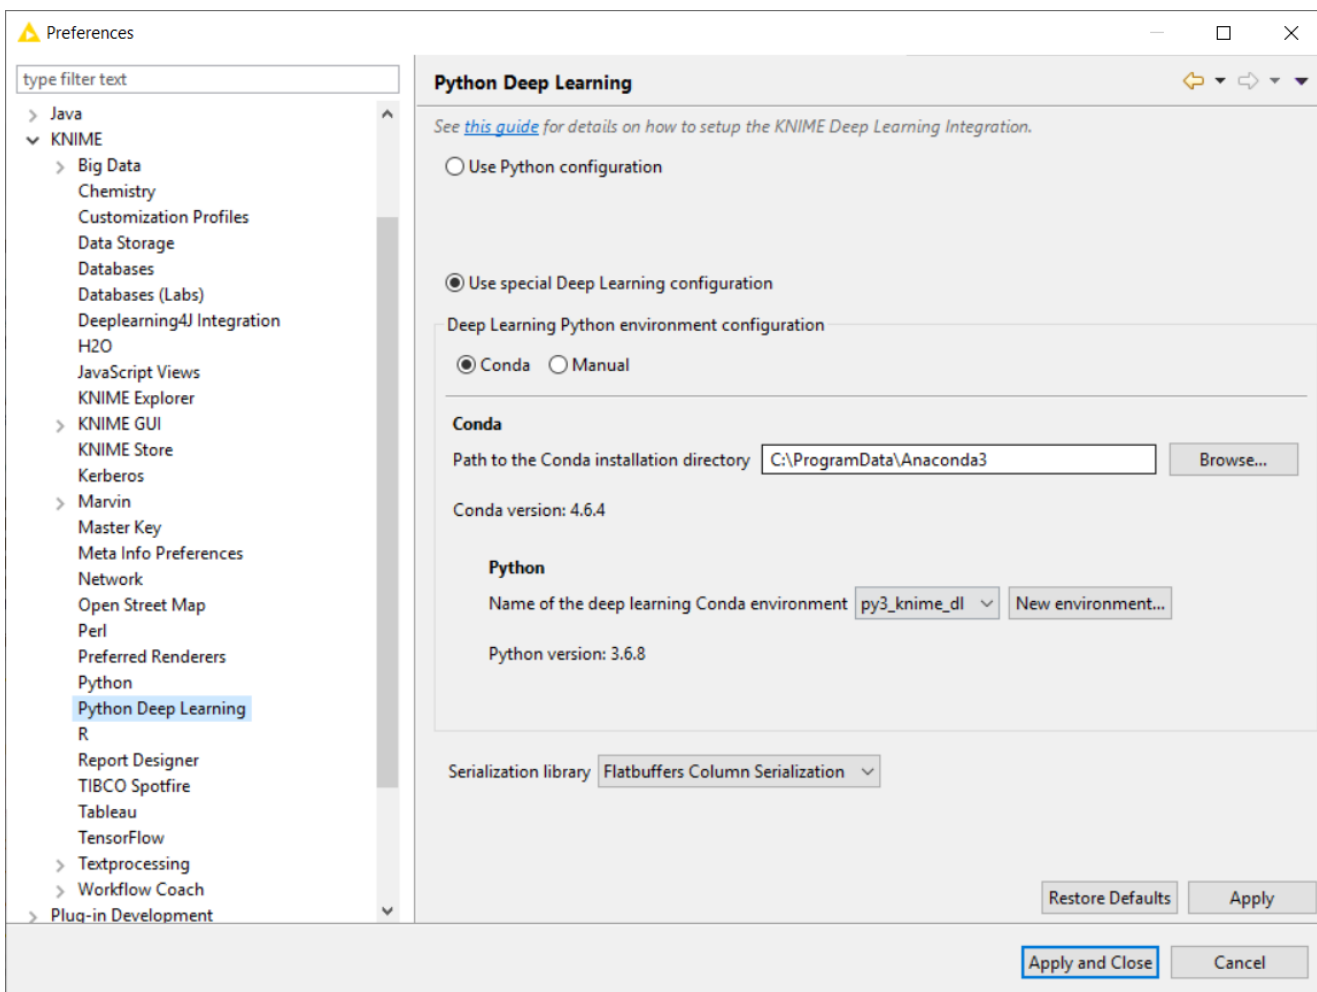 Preferences
type filter text
Java
KNIME
Big Data
Chemistry
Customization Profiles
Data Storage
Databases
Databases (Labs)
Deeplearning4J Integration
H2O
JavaScript Views
KNIME Explorer
KNIME GUI
KNIME Store
Kerberos
Marvin
Master Key
Meta Info Preferences
Network
Open Street Map
Perl
Preferred Renderers
Python
Python Deep Learning
R
Report Designer
TIBCO Spotfire
Tableau
TensorFlow
Textprocessing
Workflow Coach
Plug-in Development
Python Deep Learning
See this guide for details on how to setup the KNIME Deep Learning Integration.
Use Python configuration
Use special Deep Learning configuration
Deep Learning Python environment configuration
Conda Manual
Conda
Path to the Conda installation directory C:\ProgramData\Anaconda3 Browse...
Conda version: 4.6.4
Python
Name of the deep learning Conda environment py3_knime_dl New environment...
Python version: 3.6.8
Serialization library Flatbuffers Column Serialization
Restore Defaults Apply
Apply and Close Cancel